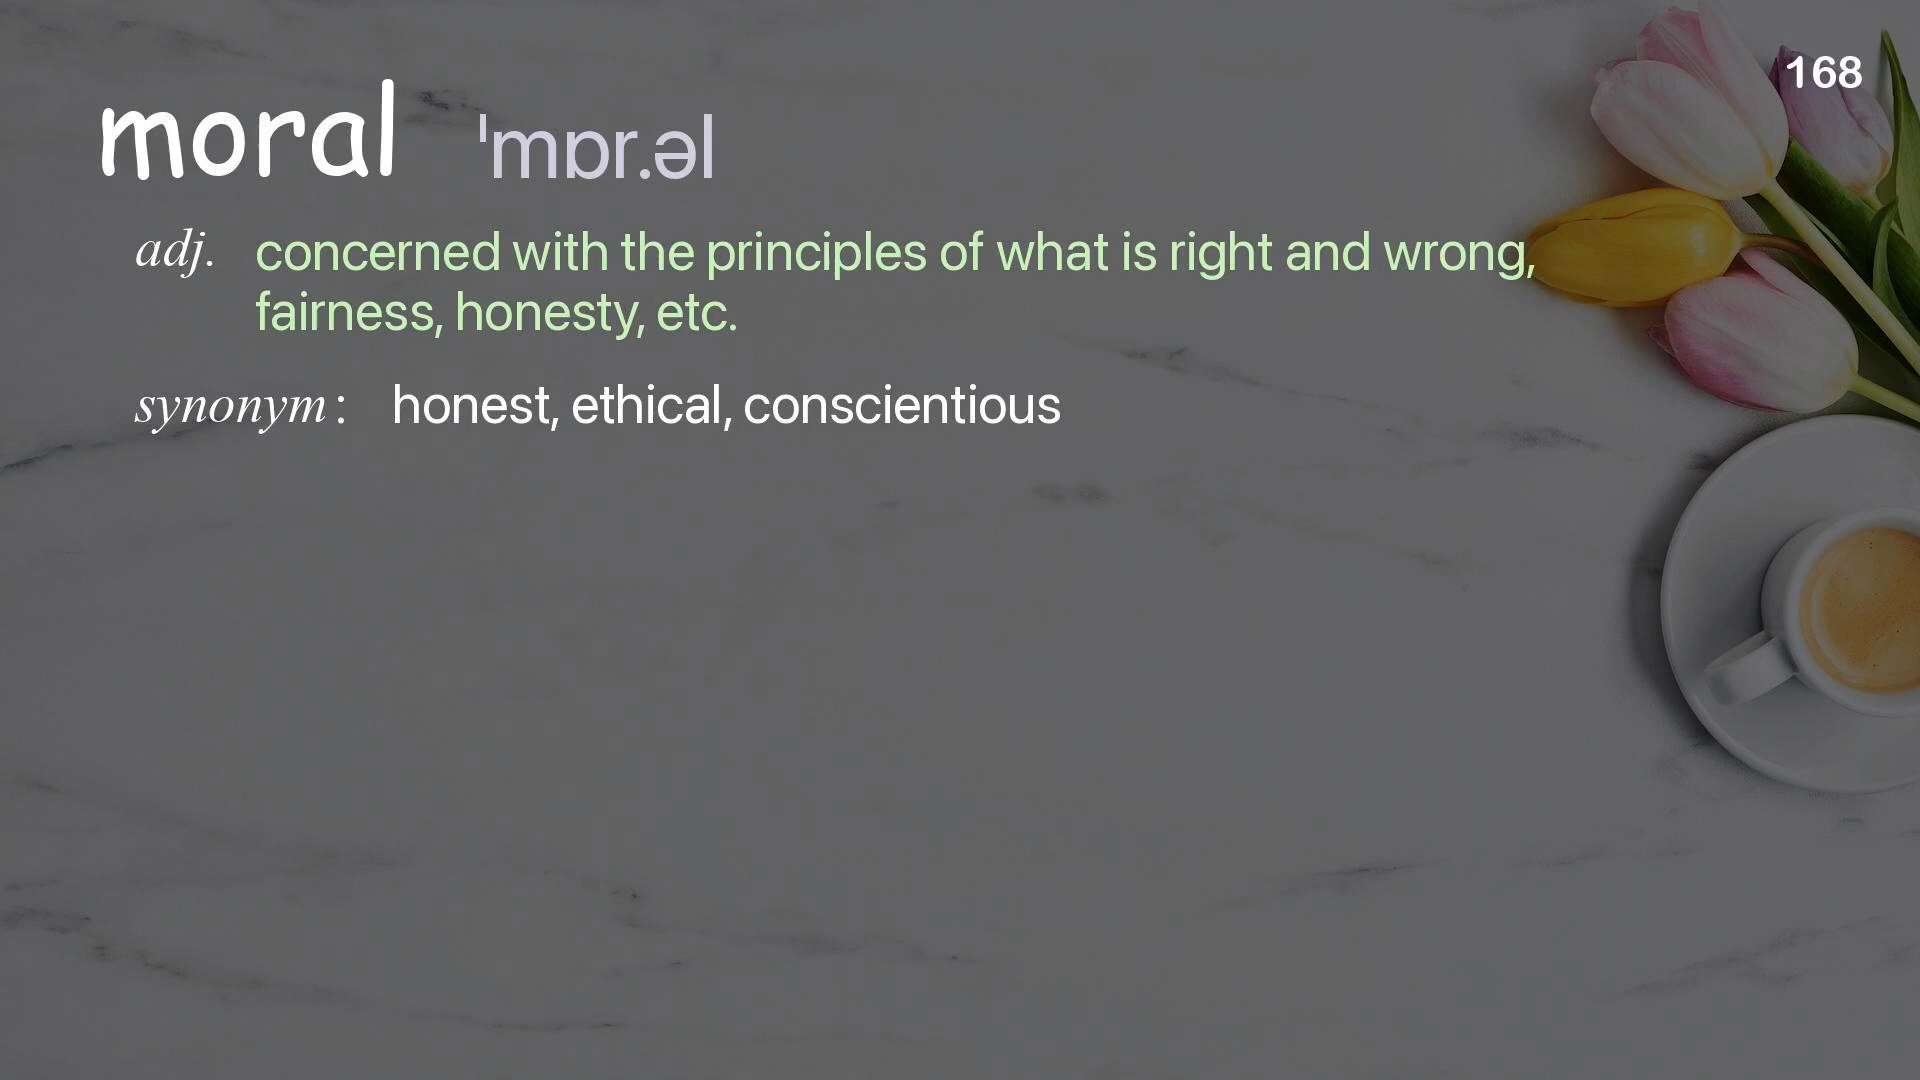 168
moral ˈmɒr.əl
adj. concerned with the principles of what is right and wrong,
fairness, honesty, etc.
synonym: honest, ethical, conscientious